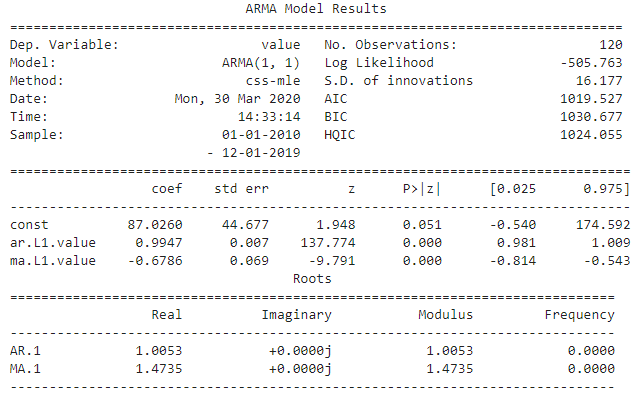 ARMA Model Results
==============================================================================
Dep. Variable: value No. Observations: 120
Model: ARMA(1, 1) Log Likelihood -505.763
Method: css-mle S.D. of innovations 16.177
Date: Mon, 30 Mar 2020 AIC 1019.527
Time: 14:33:14 BIC 1030.677
Sample: 01-01-2010 HQIC 1024.055
- 12-01-2019
===============================================================================
coef std err z P>|z| [0.025 0.975]
-------------------------------------------------------------------------------
const 87.0260 44.677 1.948 0.051 -0.540 174.592
ar.L1.value 0.9947 0.007 137.774 0.000 0.981 1.009
ma.L1.value -0.6786 0.069 -9.791 0.000 -0.814 -0.543
Roots
=============================================================================
Real Imaginary Modulus Frequency
-----------------------------------------------------------------------------
AR.1 1.0053 +0.0000j 1.0053 0.0000
MA.1 1.4735 +0.0000j 1.4735 0.0000
-----------------------------------------------------------------------------